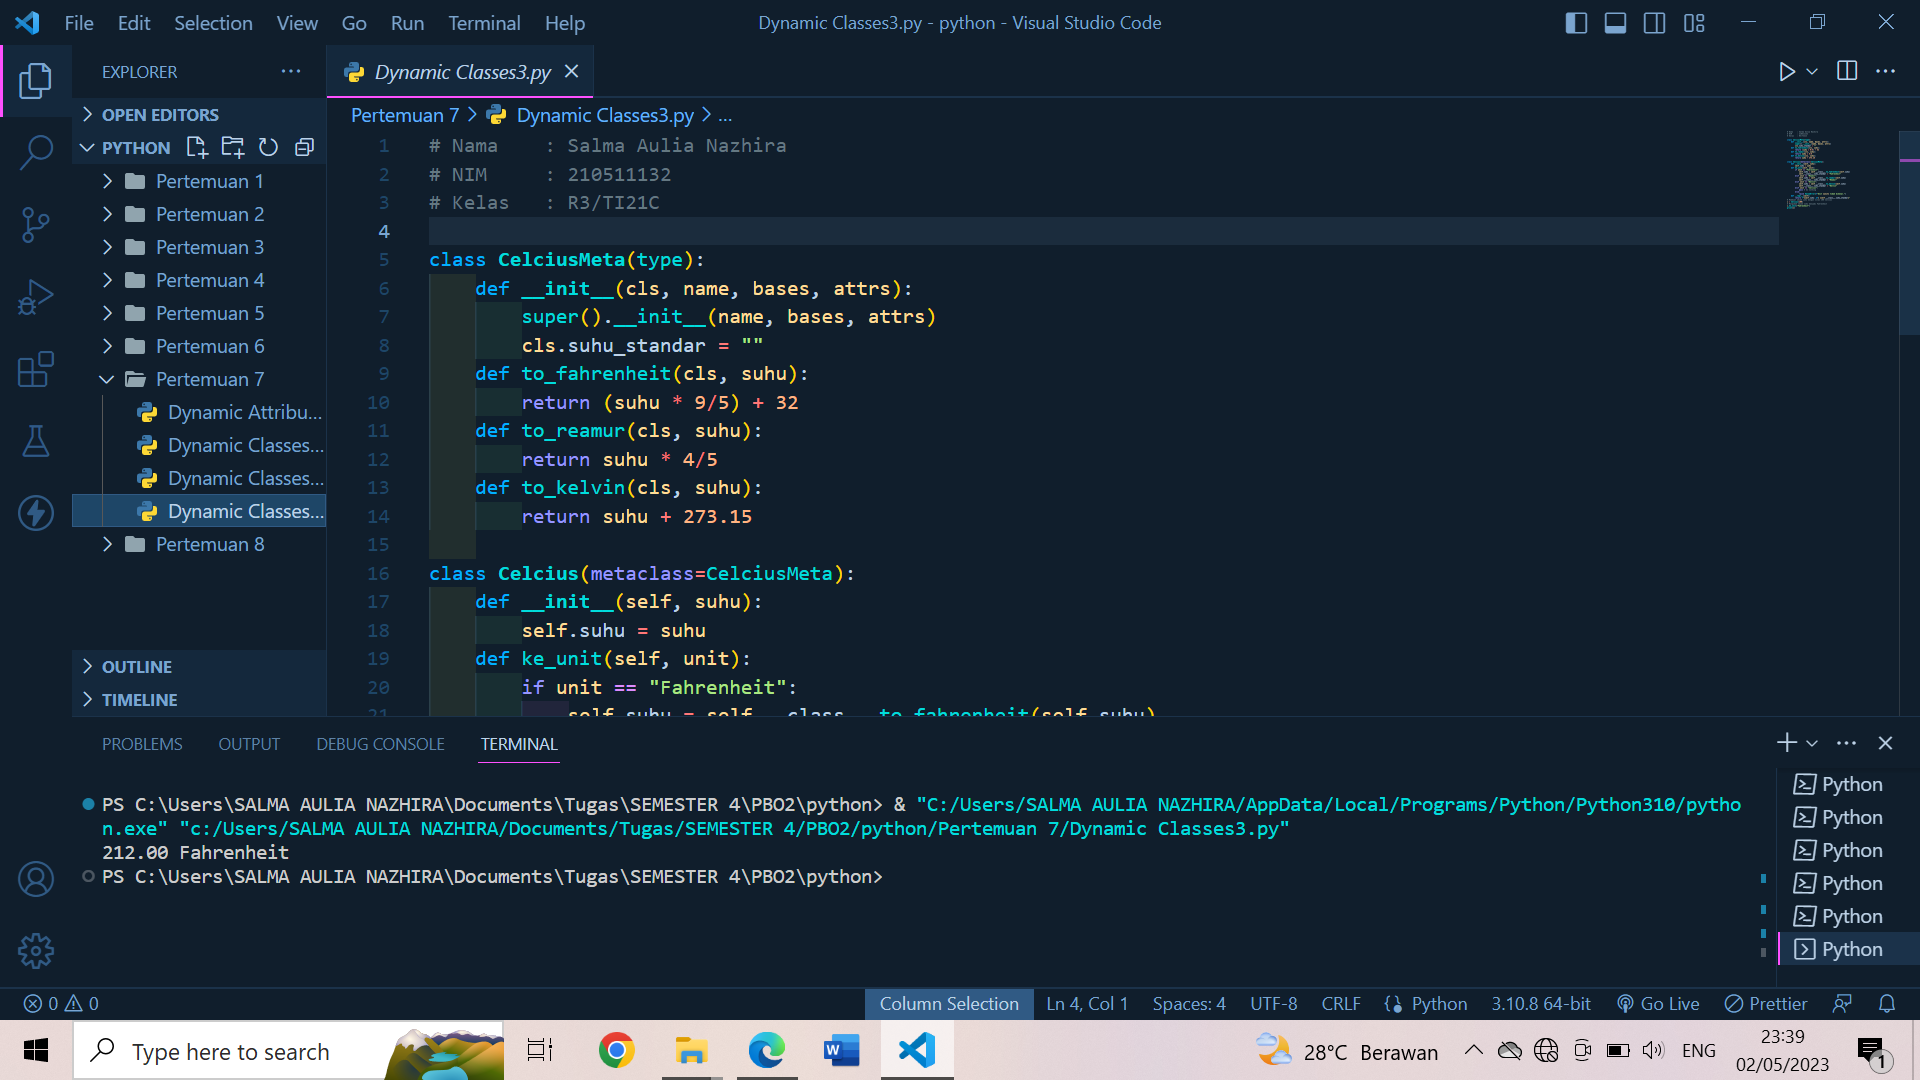 File Edit Selection View Go Run Terminal Help
Dynamic Classes3.py - python - Visual Studio Code
EXPLORER
Dynamic Classes3.py
OPEN EDITORS
PYTHON
Pertemuan 1
Pertemuan 2
Pertemuan 3
Pertemuan 4
Pertemuan 5
Pertemuan 6
Pertemuan 7
Dynamic Attribu...
Dynamic Classes...
Dynamic Classes...
Dynamic Classes...
Pertemuan 8
OUTLINE
TIMELINE
Pertemuan 7 > Dynamic Classes3.py > ...
1 # Nama    : Salma Aulia Nazhira
2 # NIM     : 210511132
3 # Kelas   : R3/TI21C
4
5 class CelciusMeta(type):
6     def __init__(cls, name, bases, attrs):
7         super().__init__(name, bases, attrs)
8         cls.suhu_standar = ""
9     def to_fahrenheit(cls, suhu):
10         return (suhu * 9/5) + 32
11     def to_reamur(cls, suhu):
12         return suhu * 4/5
13     def to_kelvin(cls, suhu):
14         return suhu + 273.15
15
16 class Celcius(metaclass=CelciusMeta):
17     def __init__(self, suhu):
18         self.suhu = suhu
19     def ke_unit(self, unit):
20         if unit == "Fahrenheit":
21             self.suhu = self.__class__.to_fahrenheit(self.suhu)
PROBLEMS OUTPUT DEBUG CONSOLE TERMINAL
PS C:\Users\SALMA AULIA NAZHIRA\Documents\Tugas\SEMESTER 4\PBO2\python> & "C:/Users/SALMA AULIA NAZHIRA/AppData/Local/Programs/Python/Python310/pytho
n.exe" "c:/Users/SALMA AULIA NAZHIRA/Documents/Tugas/SEMESTER 4/PBO2/python/Pertemuan 7/Dynamic Classes3.py"
212.00 Fahrenheit
PS C:\Users\SALMA AULIA NAZHIRA\Documents\Tugas\SEMESTER 4\PBO2\python>
Python
Python
Python
Python
Python
Python
0 0
Column Selection Ln 4, Col 1 Spaces: 4 UTF-8 CRLF Python 3.10.8 64-bit Go Live Prettier
Type here to search
28°C Berawan
ENG
23:39
02/05/2023
1